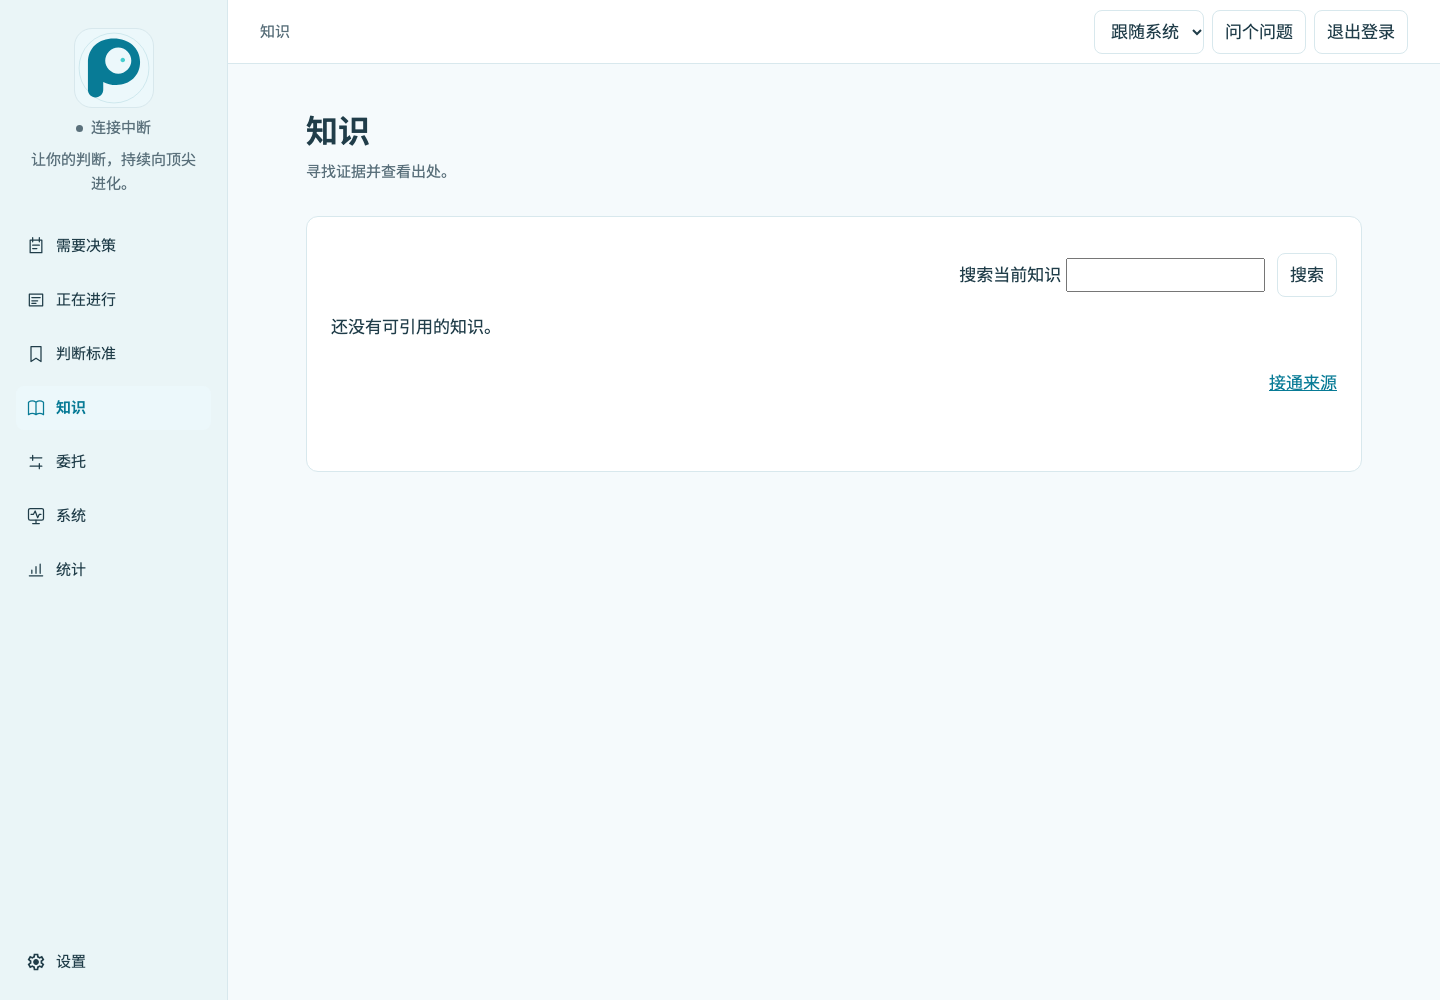 连接中断
让你的判断，持续向顶尖
进化。
需要决策
正在进行
判断标准
知识
委托
系统
统计
设置
知识
跟随系统
问个问题
退出登录
知识
寻找证据并查看出处。
搜索当前知识
搜索
还没有可引用的知识。
接通来源